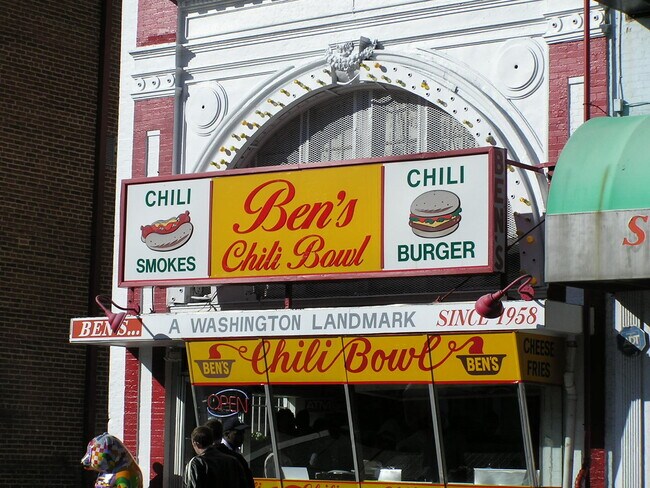 CHILI
SMOKES
Ben's
Chili Bowl
CHILI
BURGER
BEN'S
BEN'S... A WASHINGTON LANDMARK SINCE 1958
BEN'S Chili Bowl BEN'S
CHEESE
FRIES
OPEN
S